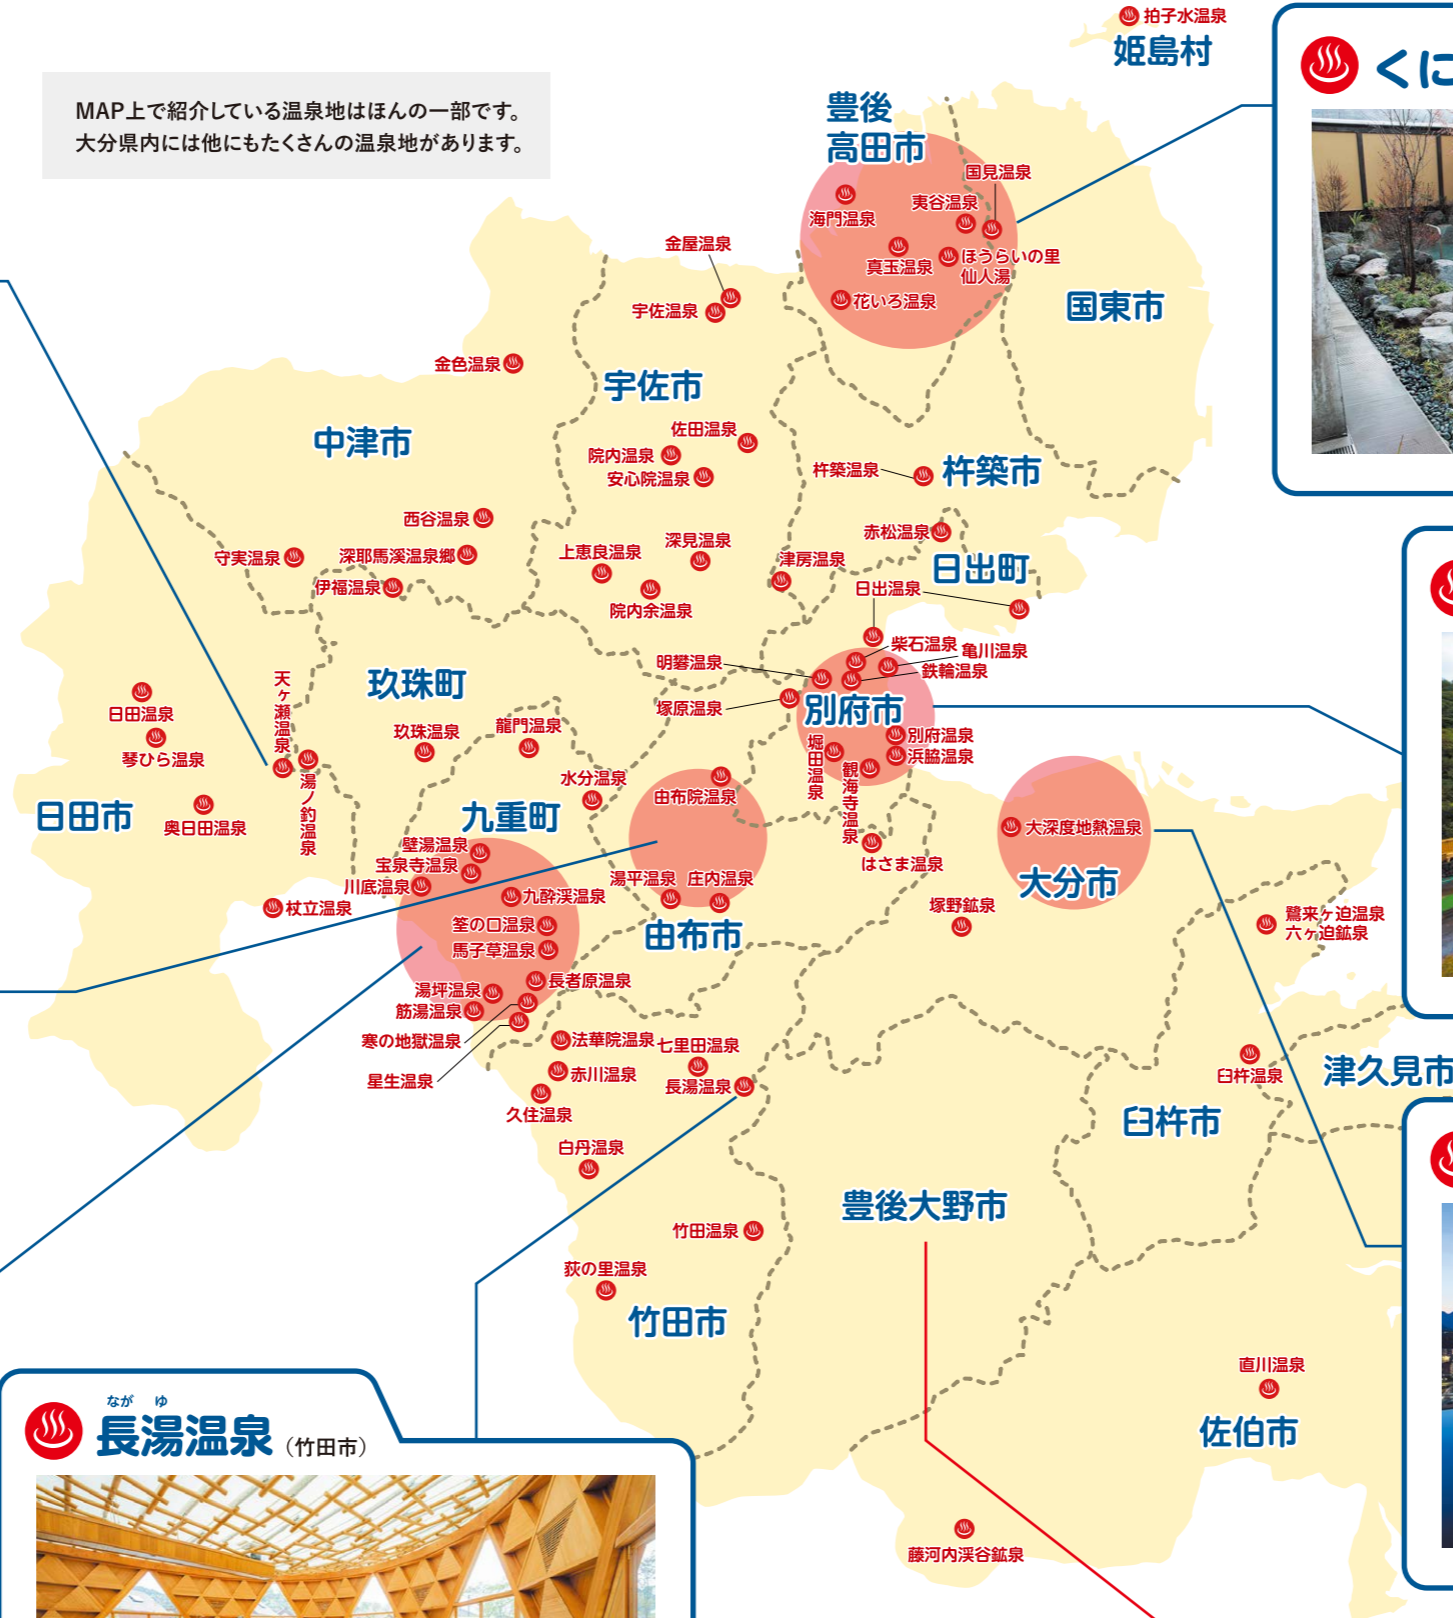 拍子水温泉
姫島村
くに
MAP上で紹介している温泉地はほんの一部です。
大分県内には他にもたくさんの温泉地があります。
豊後
高田市
国見温泉
夷谷温泉
海門温泉
真玉温泉
ほうらいの里
仙人湯
花いろ温泉
国東市
金屋温泉
宇佐温泉
金色温泉
宇佐市
中津市
佐田温泉
院内温泉
安心院温泉
杵築温泉
杵築市
西谷温泉
深耶馬溪温泉郷
守実温泉
伊福温泉
上恵良温泉
深見温泉
院内余温泉
津房温泉
赤松温泉
日出町
日出温泉
柴石温泉
亀川温泉
鉄輪温泉
明礬温泉
塚原温泉
別府市
別府温泉
浜脇温泉
堀田温泉
観海寺温泉
はさま温泉
玖珠町
玖珠温泉
龍門温泉
天ヶ瀬温泉
湯ノ釣温泉
日田温泉
琴ひら温泉
日田市
奥日田温泉
杖立温泉
水分温泉
九重町
由布院温泉
湯平温泉
庄内温泉
由布市
壁湯温泉
宝泉寺温泉
川底温泉
九酔渓温泉
筌の口温泉
馬子草温泉
長者原温泉
湯坪温泉
筋湯温泉
寒の地獄温泉
星生温泉
大深度地熱温泉
大分市
塚野鉱泉
鷺来ヶ迫温泉
六ヶ迫鉱泉
法華院温泉
七里田温泉
赤川温泉
長湯温泉
久住温泉
白丹温泉
竹田温泉
荻の里温泉
竹田市
臼杵温泉
津久見市
臼杵市
豊後大野市
直川温泉
佐伯市
藤河内渓谷鉱泉
なが ゆ
長湯温泉(竹田市)